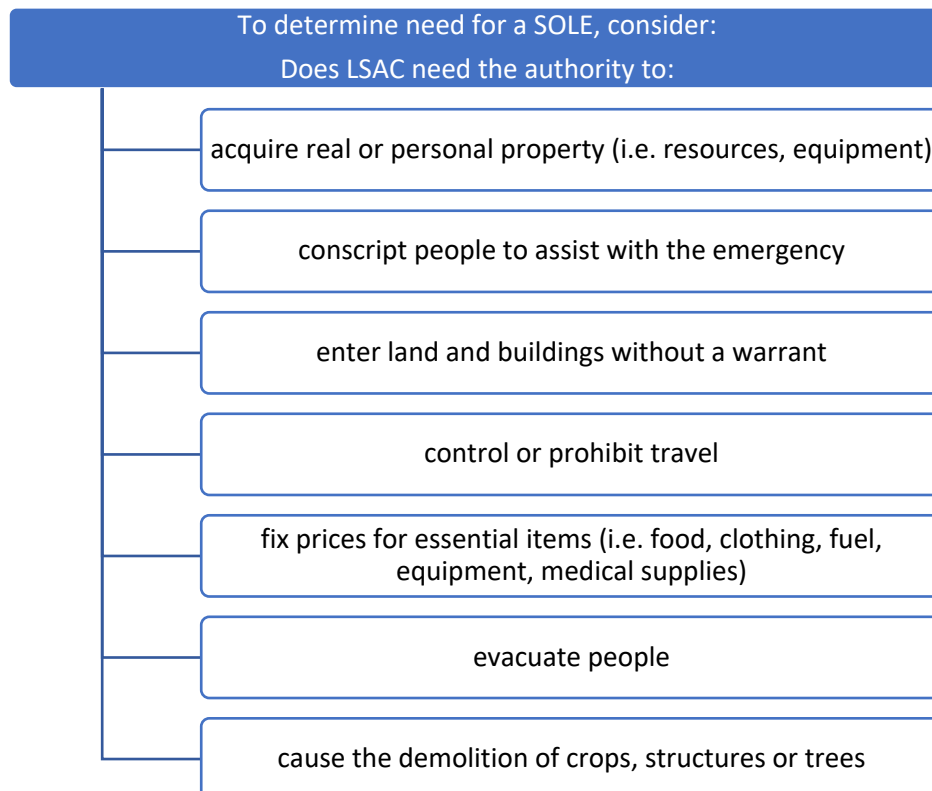 To determine need for a SOLE, consider:
Does LSAC need the authority to:
acquire real or personal property (i.e. resources, equipment)
conscript people to assist with the emergency
enter land and buildings without a warrant
control or prohibit travel
fix prices for essential items (i.e. food, clothing, fuel,
equipment, medical supplies)
evacuate people
cause the demolition of crops, structures or trees